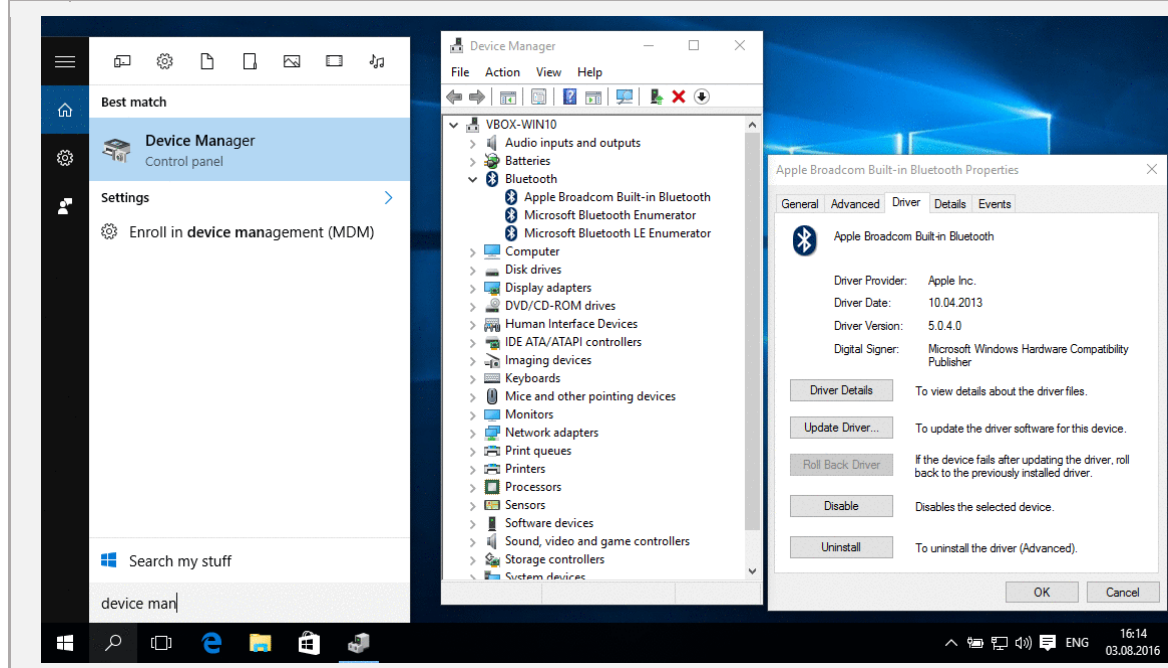 Best match
Device Manager
Control panel
Settings
Enroll in device management (MDM)
Search my stuff
device man
Device Manager
File Action View Help
VBOX-WIN10
Audio inputs and outputs
Batteries
Bluetooth
Apple Broadcom Built-in Bluetooth
Microsoft Bluetooth Enumerator
Microsoft Bluetooth LE Enumerator
Computer
Disk drives
Display adapters
DVD/CD-ROM drives
Human Interface Devices
IDE ATA/ATAPI controllers
Imaging devices
Keyboards
Mice and other pointing devices
Monitors
Network adapters
Print queues
Printers
Processors
Sensors
Software devices
Sound, video and game controllers
Storage controllers
System devices
Apple Broadcom Built-in Bluetooth Properties
General Advanced Driver Details Events
Apple Broadcom Built-in Bluetooth
Driver Provider: Apple Inc.
Driver Date: 10.04.2013
Driver Version: 5.0.4.0
Digital Signer: Microsoft Windows Hardware Compatibility
Publisher
Driver Details To view details about the driver files.
Update Driver... To update the driver software for this device.
Roll Back Driver If the device fails after updating the driver, roll
back to the previously installed driver.
Disable Disables the selected device.
Uninstall To uninstall the driver (Advanced).
OK Cancel
ENG 16:14
03.08.2016